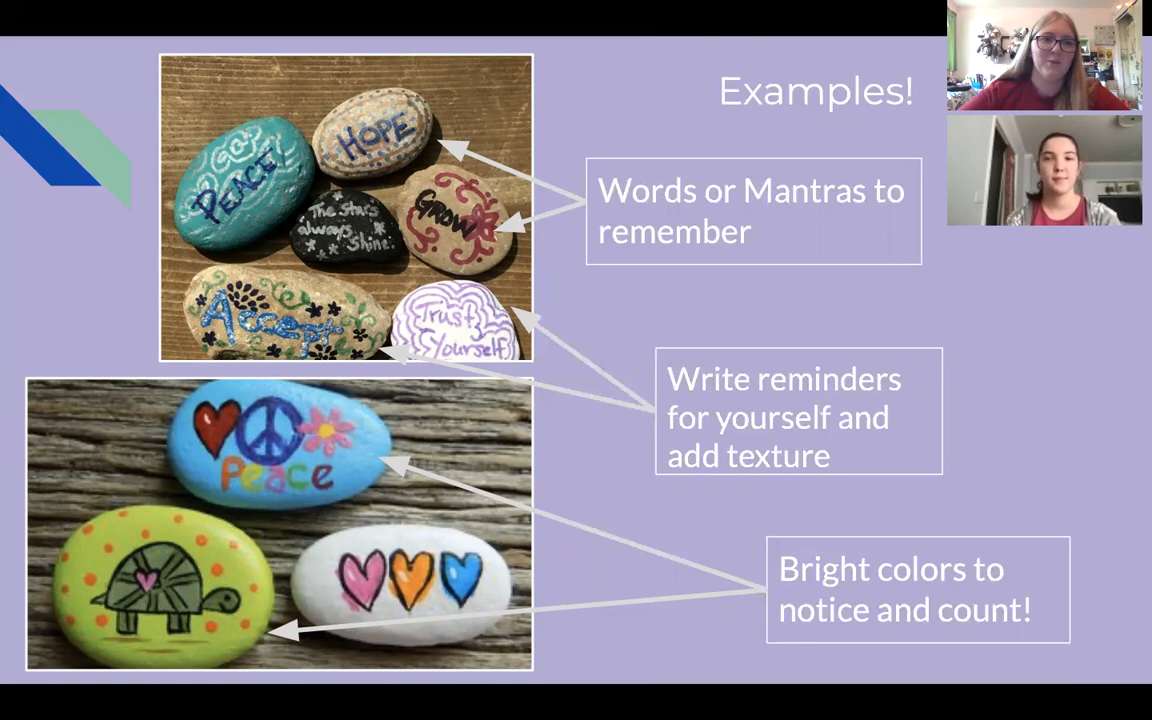 Examples!
PEACE
HOPE
The stars
always
Shine.
GROW
Accept
Trust
Yourself
Peace
Words or Mantras to
remember
Write reminders
for yourself and
add texture
Bright colors to
notice and count!